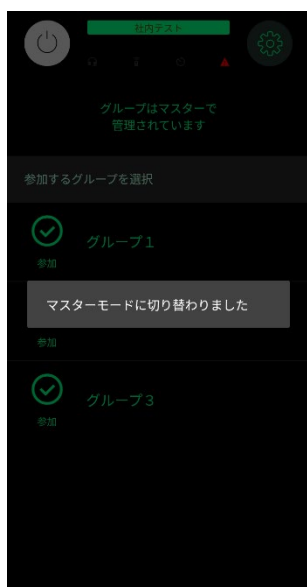 社内テスト
グループはマスターで
管理されています
参加するグループを選択
グループ１
参加
マスターモードに切り替わりました
参加
グループ３
参加